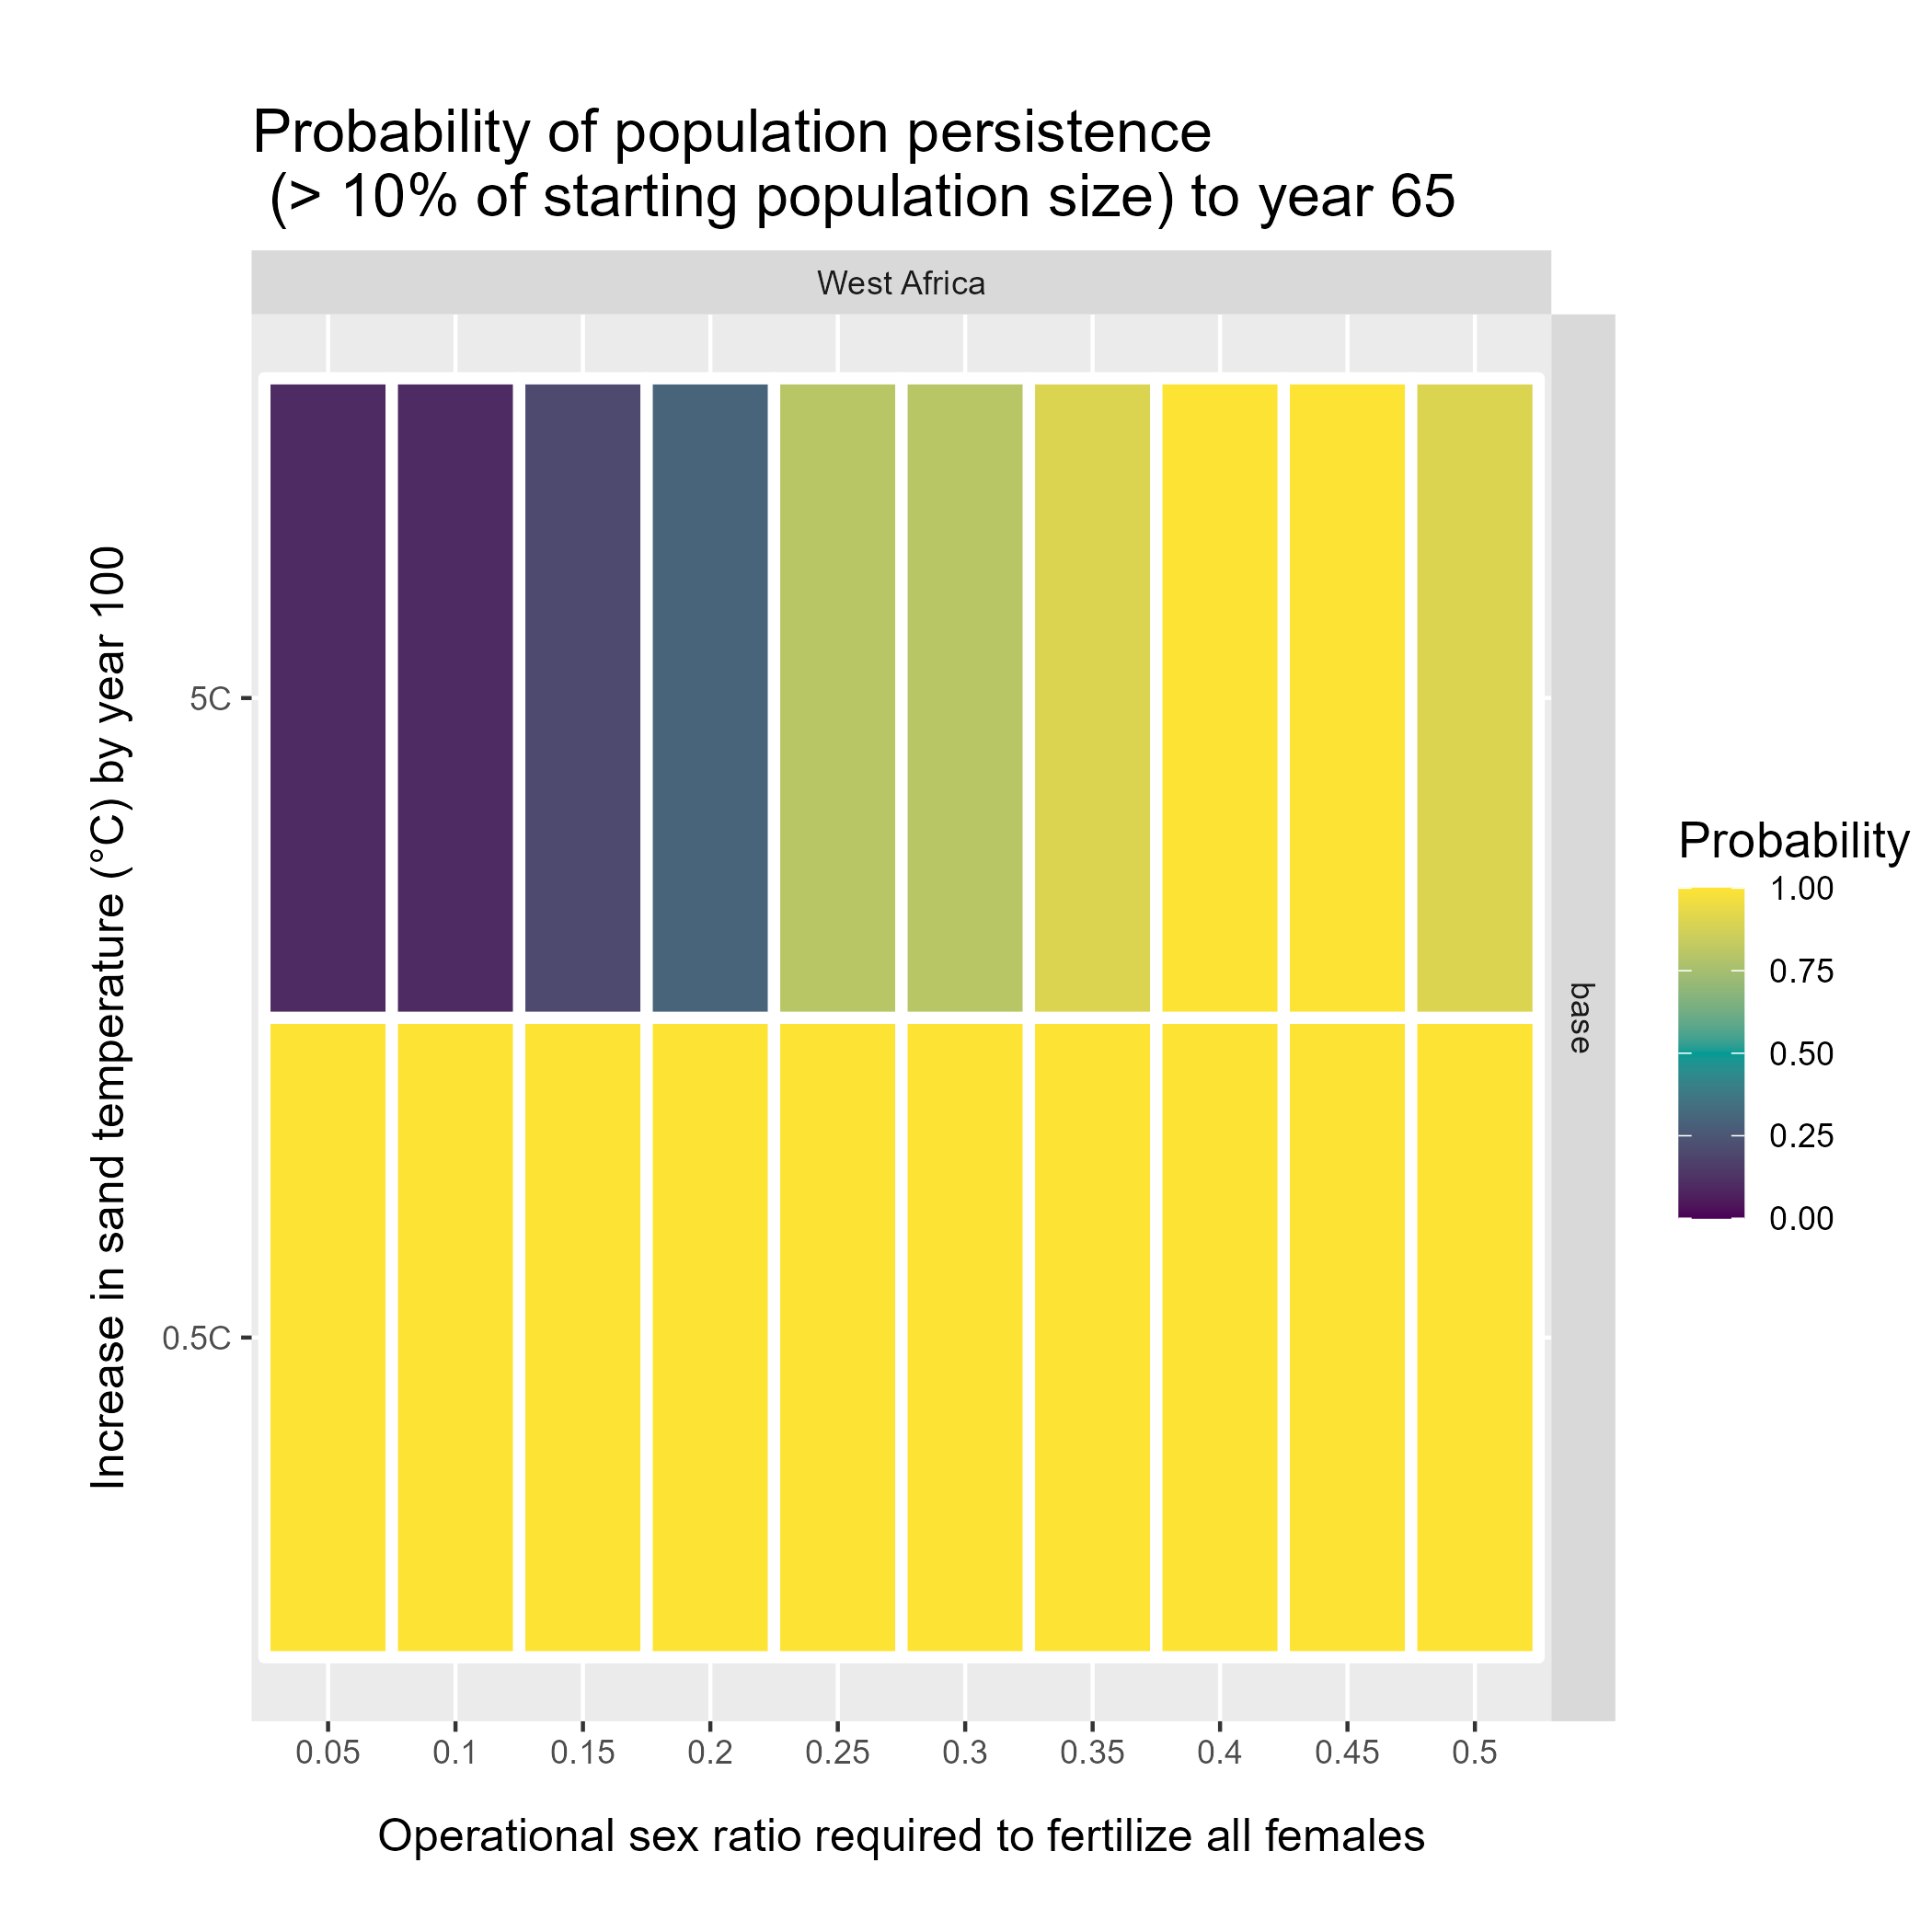 Probability of population persistence
(> 10% of starting population size) to year 65
West Africa
base
Increase in sand temperature (°C) by year 100
5C
0.5C
0.05 0.1 0.15 0.2 0.25 0.3 0.35 0.4 0.45 0.5
Operational sex ratio required to fertilize all females
Probability
1.00
0.75
0.50
0.25
0.00